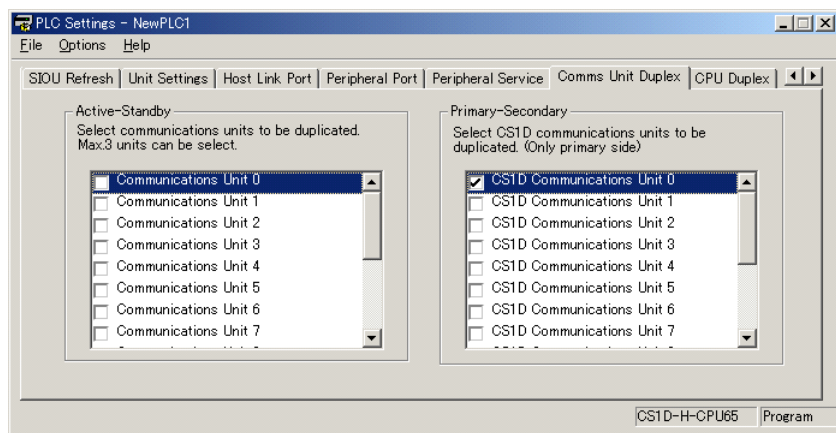 PLC Settings - NewPLC1
File Options Help
SIOU Refresh Unit Settings Host Link Port Peripheral Port Peripheral Service Comms Unit Duplex CPU Duplex
Active-Standby
Select communications units to be duplicated.
Max.3 units can be select.
Communications Unit 0
Communications Unit 1
Communications Unit 2
Communications Unit 3
Communications Unit 4
Communications Unit 5
Communications Unit 6
Communications Unit 7
Primary-Secondary
Select CS1D communications units to be
duplicated. (Only primary side)
CS1D Communications Unit 0
CS1D Communications Unit 1
CS1D Communications Unit 2
CS1D Communications Unit 3
CS1D Communications Unit 4
CS1D Communications Unit 5
CS1D Communications Unit 6
CS1D Communications Unit 7
CS1D-H-CPU65 Program